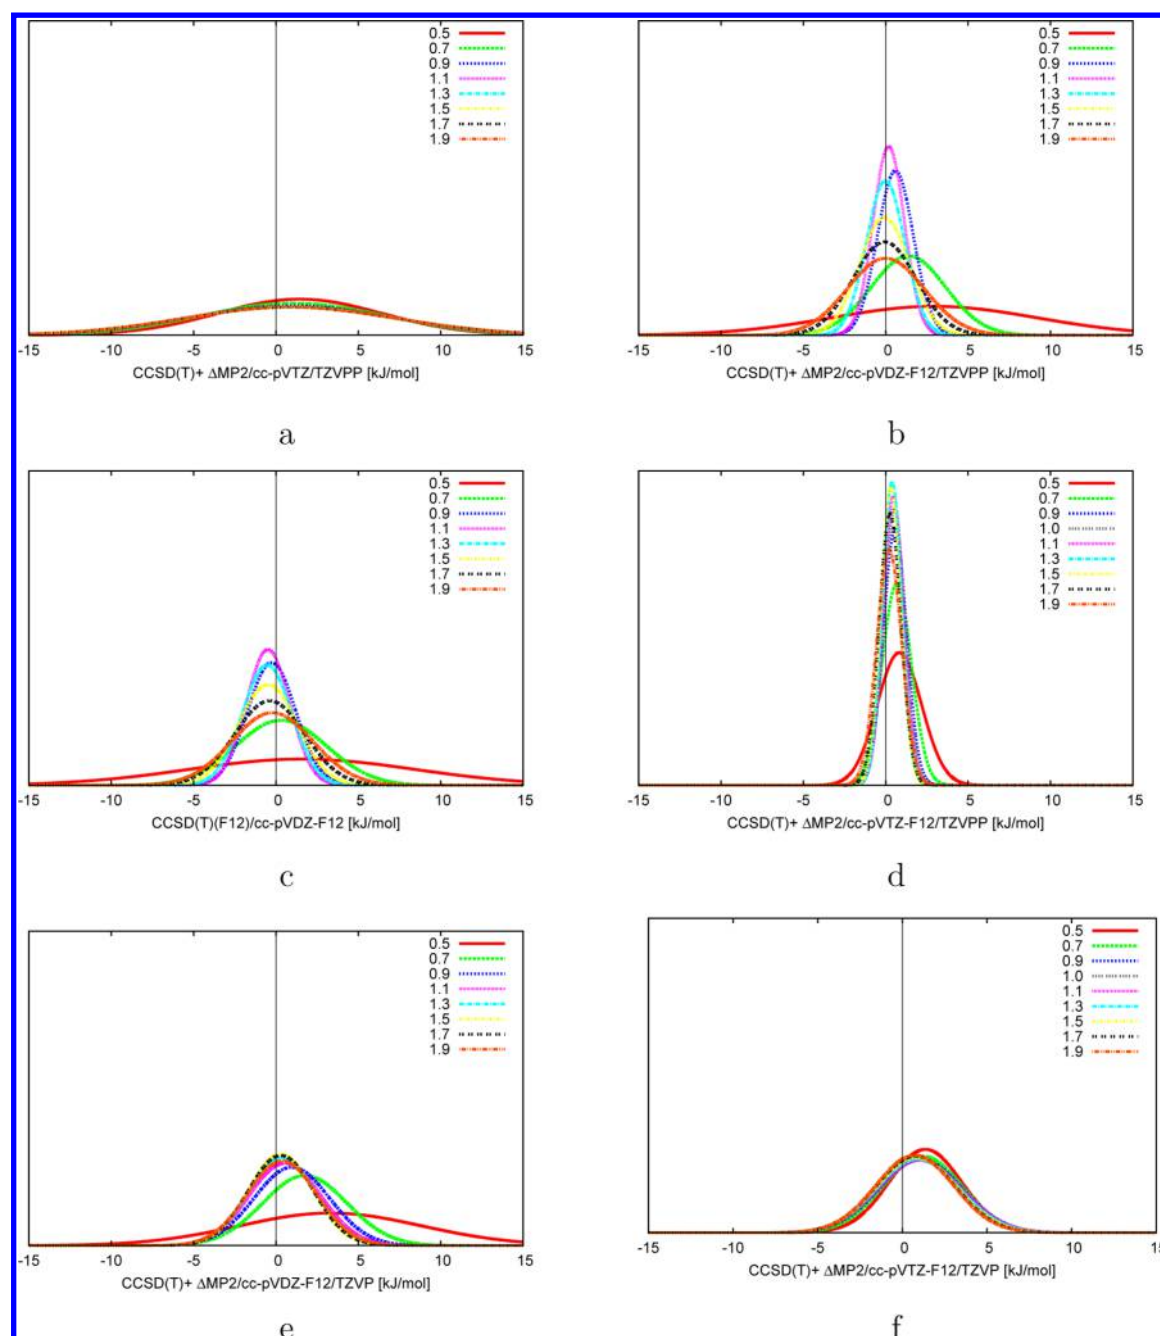 0.5
0.7
0.9
1.1
1.3
1.5
1.7
1.9
-15 -10 -5 0 5 10 15
CCSD(T)+ ΔMP2/cc-pVTZ/TZVPP [kJ/mol]
a
0.5
0.7
0.9
1.1
1.3
1.5
1.7
1.9
-15 -10 -5 0 5 10 15
CCSD(T)+ ΔMP2/cc-pVDZ-F12/TZVPP [kJ/mol]
b
0.5
0.7
0.9
1.1
1.3
1.5
1.7
1.9
-15 -10 -5 0 5 10 15
CCSD(T)(F12)/cc-pVDZ-F12 [kJ/mol]
c
0.5
0.7
0.9
1.0
1.1
1.3
1.5
1.7
1.9
-15 -10 -5 0 5 10 15
CCSD(T)+ ΔMP2/cc-pVTZ-F12/TZVPP [kJ/mol]
d
0.5
0.7
0.9
1.1
1.3
1.5
1.7
1.9
-15 -10 -5 0 5 10 15
CCSD(T)+ ΔMP2/cc-pVDZ-F12/TZVP [kJ/mol]
e
0.5
0.7
0.9
1.0
1.1
1.3
1.5
1.7
1.9
-15 -10 -5 0 5 10 15
CCSD(T)+ ΔMP2/cc-pVTZ-F12/TZVP [kJ/mol]
f